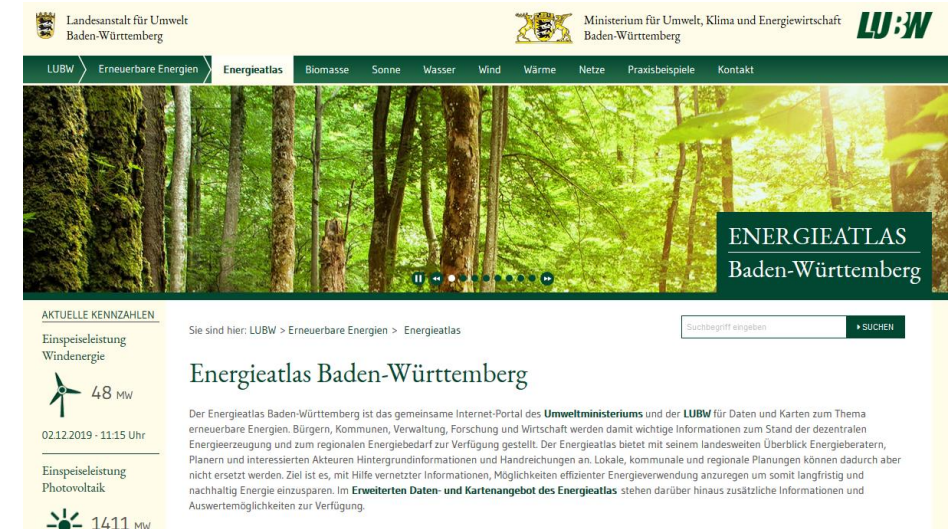 Landesanstalt für Umwelt
Baden-Württemberg
Ministerium für Umwelt, Klima und Energiewirtschaft
Baden-Württemberg
LUBW
LUBW
Erneuerbare Energien
Energieatlas
Biomasse
Sonne
Wasser
Wind
Wärme
Netze
Praxisbeispiele
Kontakt
ENERGIEATLAS
Baden-Württemberg
AKTUELLE KENNZAHLEN
Einspeiseleistung
Windenergie
48 MW
02.12.2019 - 11:15 Uhr
Einspeiseleistung
Photovoltaik
1411 MW
Sie sind hier: LUBW > Erneuerbare Energien > Energieatlas
Suchbegriff eingeben
SUCHEN
Energieatlas Baden-Württemberg
Der Energieatlas Baden-Württemberg ist das gemeinsame Internet-Portal des Umweltministeriums und der LUBW für Daten und Karten zum Thema
erneuerbare Energien. Bürgern, Kommunen, Verwaltung, Forschung und Wirtschaft werden damit wichtige Informationen zum Stand der dezentralen
Energieerzeugung und zum regionalen Energiebedarf zur Verfügung gestellt. Der Energieatlas bietet mit seinem landesweiten Überblick Energieberatern,
Planern und interessierten Akteuren Hintergrundinformationen und Handreichungen an. Lokale, kommunale und regionale Planungen können dadurch aber
nicht ersetzt werden. Ziel ist es, mit Hilfe vernetzter Informationen, Möglichkeiten effizienter Energieverwendung anzuregen um somit langfristig und
nachhaltig Energie einzusparen. Im Erweiterten Daten- und Kartenangebot des Energieatlas stehen darüber hinaus zusätzliche Informationen und
Auswertemöglichkeiten zur Verfügung.